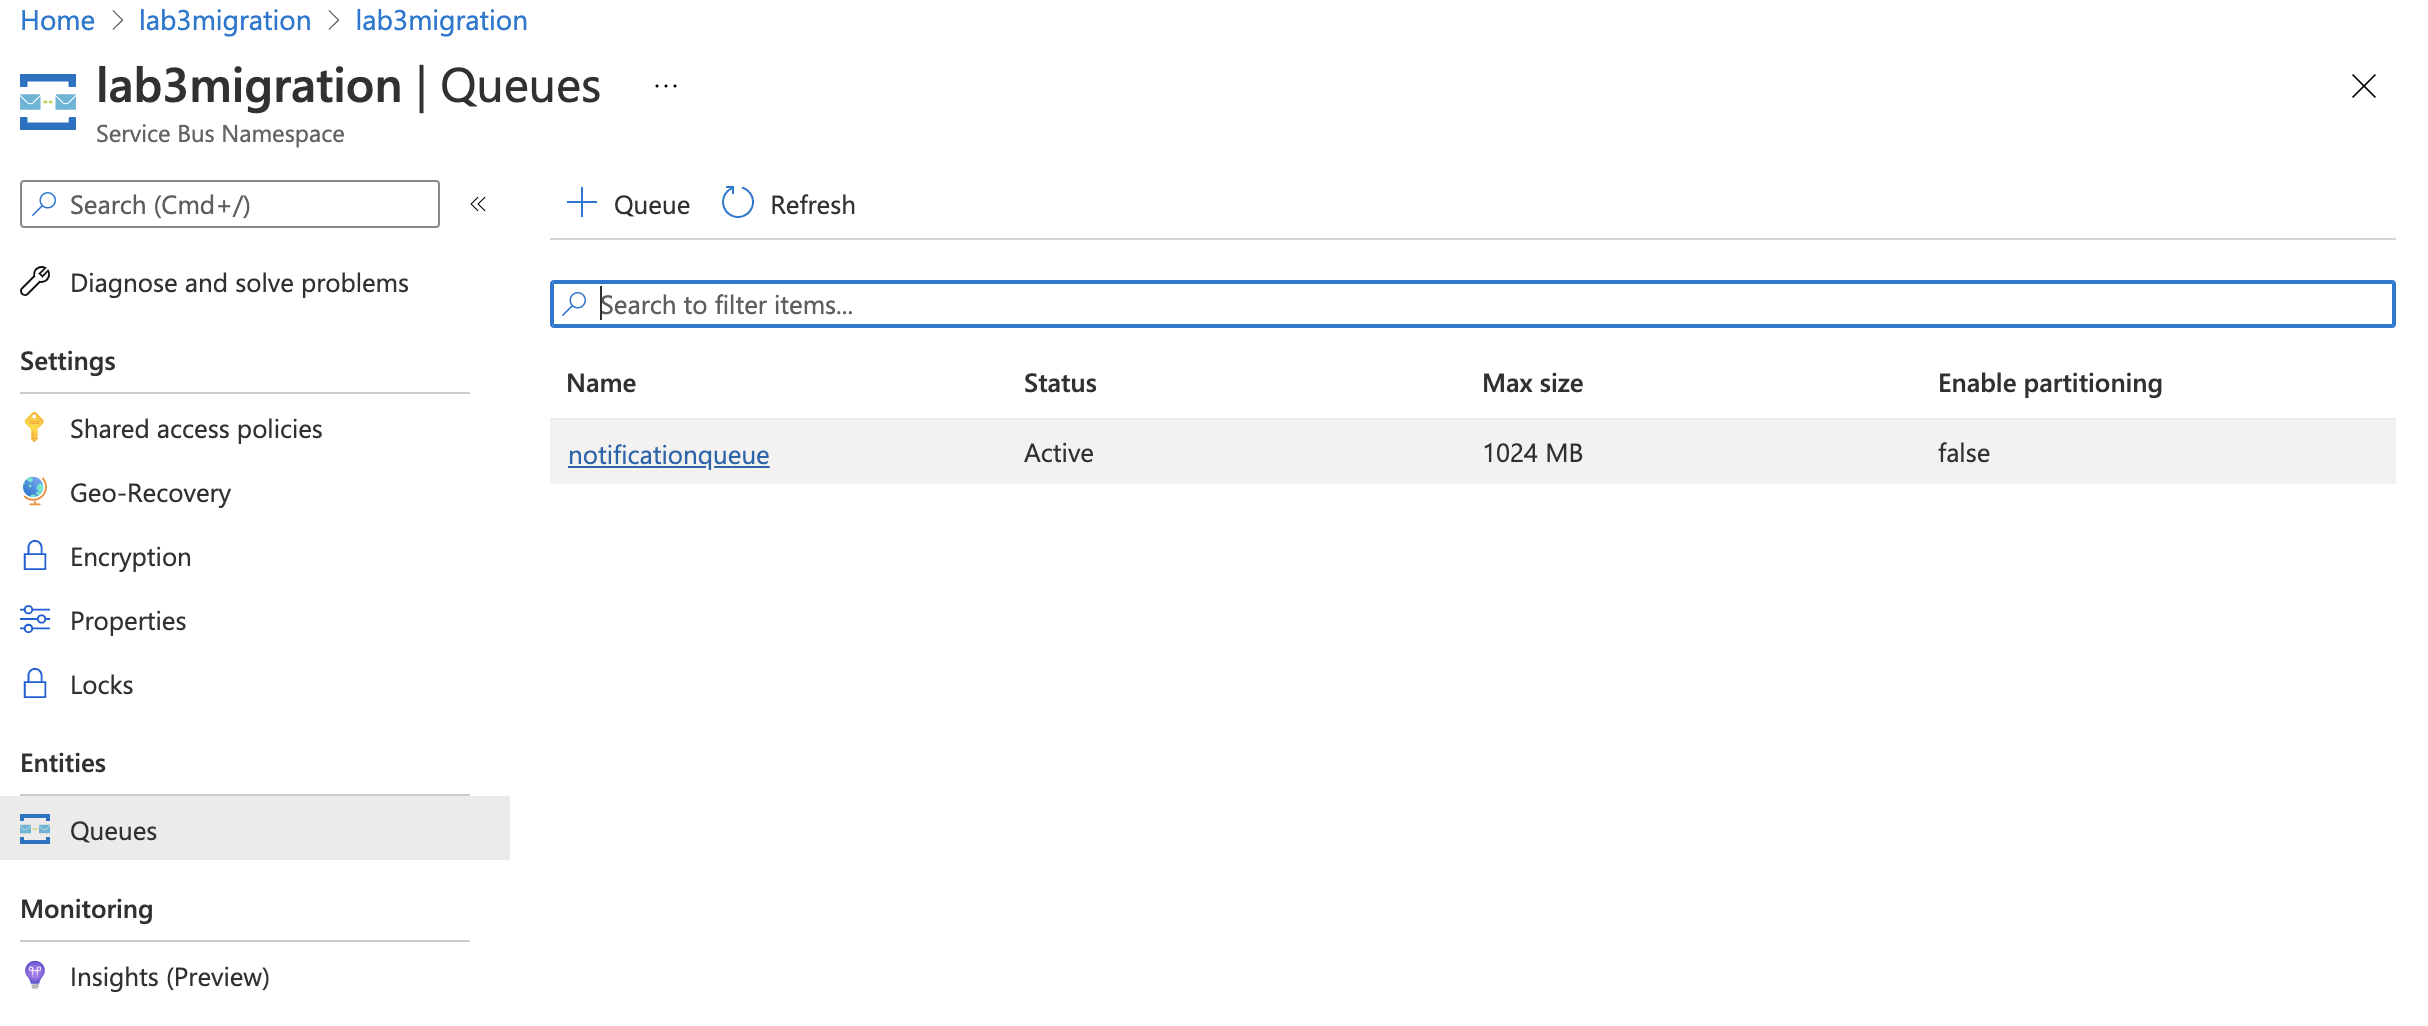 Home > lab3migration > lab3migration
lab3migration | Queues ...
Service Bus Namespace
Search (Cmd+/)
«
Diagnose and solve problems
Settings
Shared access policies
Geo-Recovery
Encryption
Properties
Locks
Entities
Queues
Monitoring
Insights (Preview)
+ Queue Refresh
Search to filter items...
Name Status Max size Enable partitioning
notificationqueue Active 1024 MB false